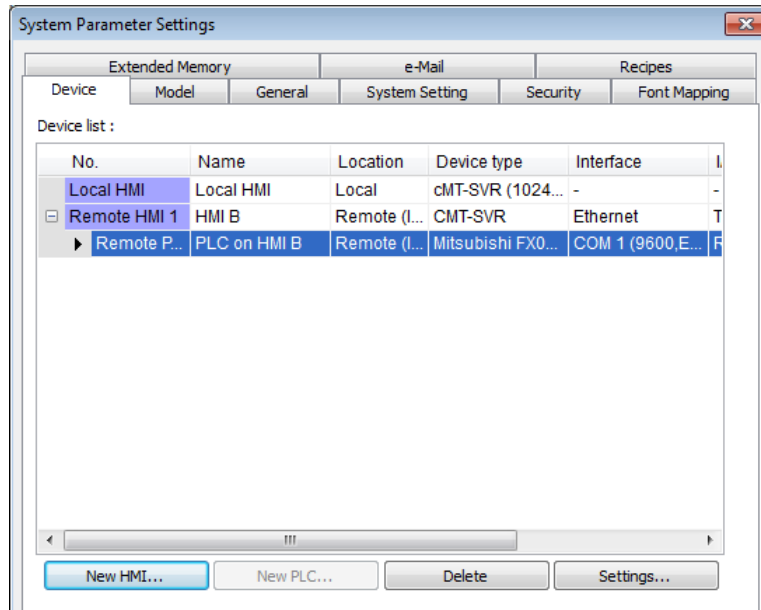 System Parameter Settings
Extended Memory e-Mail Recipes
Device Model General System Setting Security Font Mapping
Device list :
No. Name Location Device type Interface
Local HMI Local HMI Local cMT-SVR (1024... - -
Remote HMI 1 HMI B Remote (I... CMT-SVR Ethernet T
Remote P... PLC on HMI B Remote (I... Mitsubishi FX0... COM 1 (9600,E... R
New HMI... New PLC... Delete Settings...